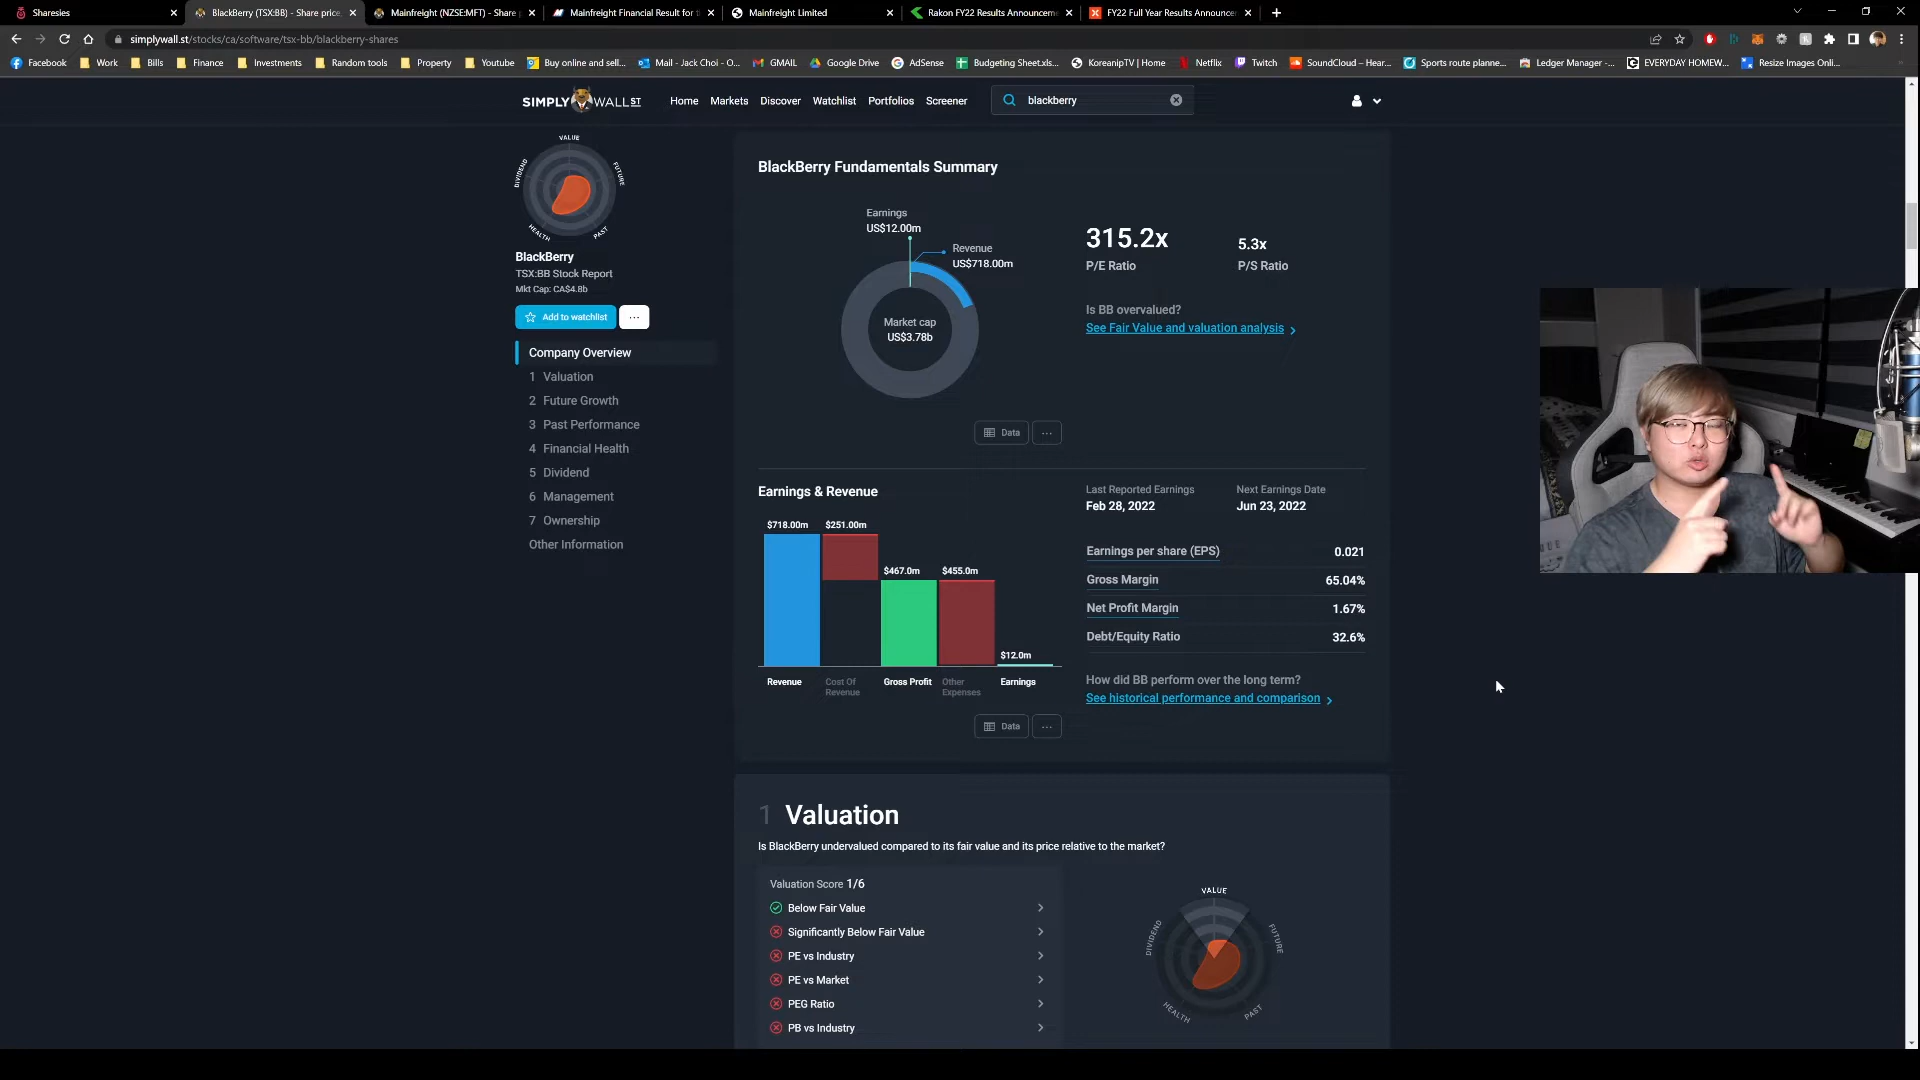 Sharesies
BlackBerry (TSX:BB) - Share price,
Mainfreight (NZSE:MFT) - Share
Mainfreight Financial Result for t
Mainfreight Limited
Rakon FY22 Results Announcem
FY22 Full Year Results Announce
simplywall.st/stocks/ca/software/tsx-bb/blackberry-shares
Facebook
Work
Bills
Finance
Investments
Random tools
Property
Youtube
Buy online and sell...
Mail - Jack Choi - O...
GMAIL
Google Drive
AdSense
Budgeting Sheet.xls...
KoreanipTV | Home
Netflix
Twitch
SoundCloud – Hear...
Sports route planne...
Ledger Manager -...
EVERYDAY HOMEW...
Resize Images Onli...
SIMPLY WALL ST
Home
Markets
Discover
Watchlist
Portfolios
Screener
blackberry
VALUE
FUTURE
PAST
HEALTH
DIVIDEND
BlackBerry
TSX:BB Stock Report
Mkt Cap: CA$4.8b
Add to watchlist
...
Company Overview
1 Valuation
2 Future Growth
3 Past Performance
4 Financial Health
5 Dividend
6 Management
7 Ownership
Other Information
BlackBerry Fundamentals Summary
Earnings
US$12.00m
Revenue
US$718.00m
Market cap
US$3.78b
315.2x
P/E Ratio
5.3x
P/S Ratio
Is BB overvalued?
See Fair Value and valuation analysis
Data
...
Earnings & Revenue
$718.00m
$251.00m
$467.0m
$455.0m
$12.0m
Revenue
Cost Of
Revenue
Gross Profit
Other
Expenses
Earnings
Last Reported Earnings
Feb 28, 2022
Next Earnings Date
Jun 23, 2022
Earnings per share (EPS) 0.021
Gross Margin 65.04%
Net Profit Margin 1.67%
Debt/Equity Ratio 32.6%
How did BB perform over the long term?
See historical performance and comparison
Data
...
1 Valuation
Is BlackBerry undervalued compared to its fair value and its price relative to the market?
Valuation Score 1/6
Below Fair Value
Significantly Below Fair Value
PE vs Industry
PE vs Market
PEG Ratio
PB vs Industry
VALUE
FUTURE
PAST
HEALTH
DIVIDEND